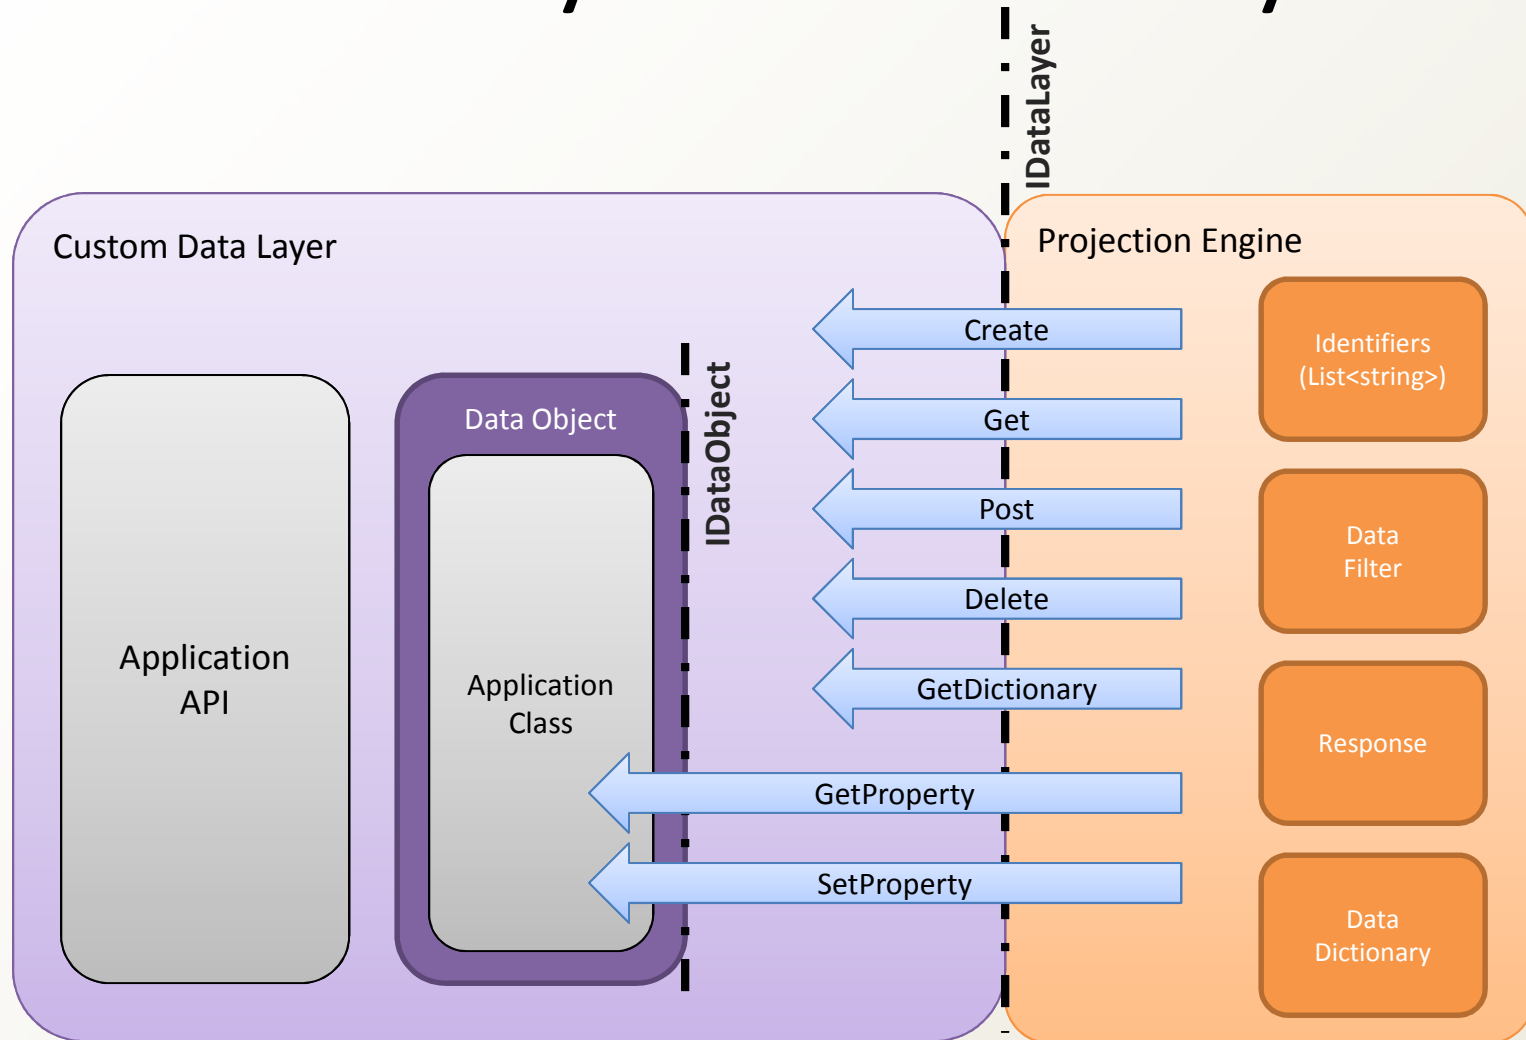 IDataLayer
Custom Data Layer
Projection Engine
Create
Identifiers
(List<string>)
Get
IDataObject
Data Object
Post
Data
Filter
Delete
Application
API
Application
Class
GetDictionary
Response
GetProperty
SetProperty
Data
Dictionary